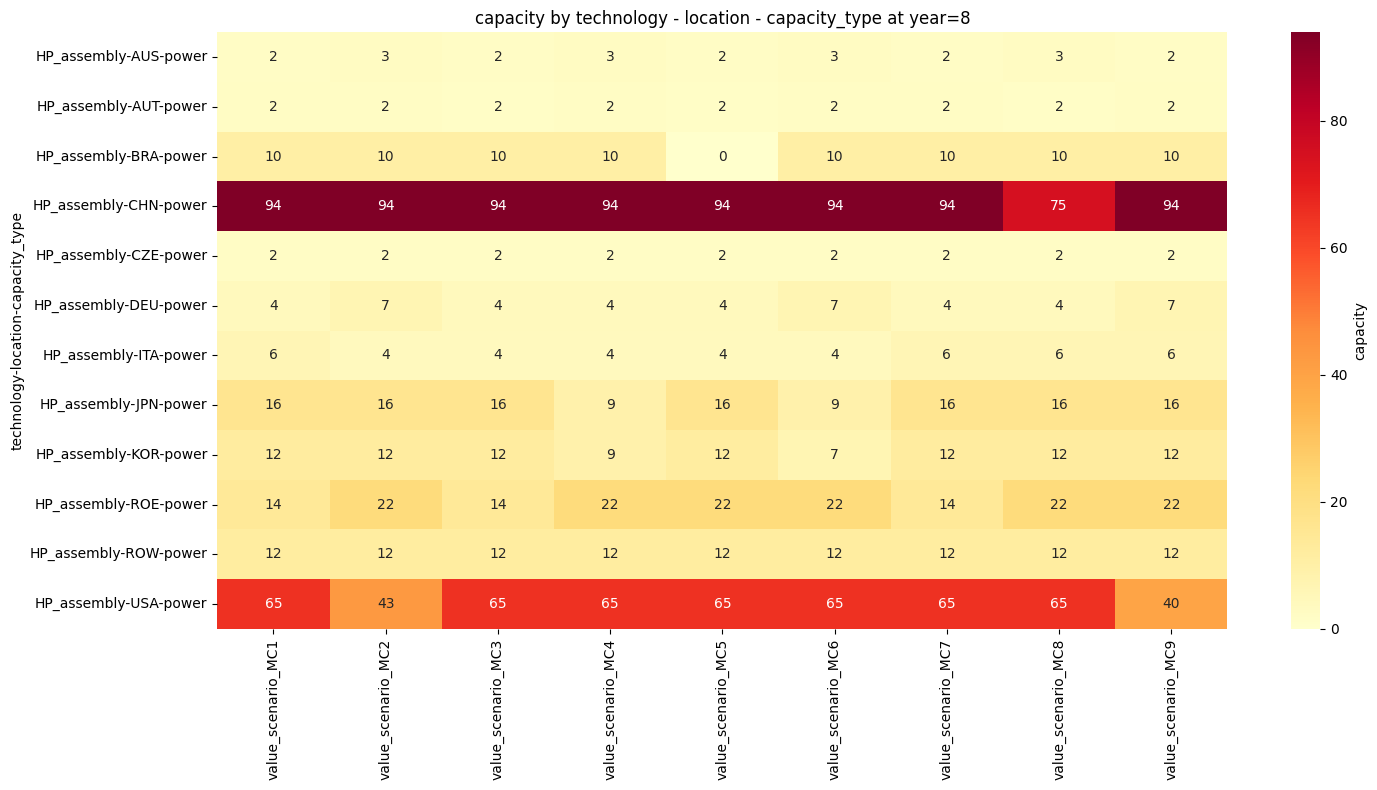 capacity by technology - location - capacity_type at year=8
technology-location-capacity_type
HP_assembly-AUS-power 2 3 2 3 2 3 2 3 2
HP_assembly-AUT-power 2 2 2 2 2 2 2 2 2
HP_assembly-BRA-power 10 10 10 10 0 10 10 10 10
HP_assembly-CHN-power 94 94 94 94 94 94 94 75 94
HP_assembly-CZE-power 2 2 2 2 2 2 2 2 2
HP_assembly-DEU-power 4 7 4 4 4 7 4 4 7
HP_assembly-ITA-power 6 4 4 4 4 4 6 6 6
HP_assembly-JPN-power 16 16 16 9 16 9 16 16 16
HP_assembly-KOR-power 12 12 12 9 12 7 12 12 12
HP_assembly-ROE-power 14 22 14 22 22 22 14 22 22
HP_assembly-ROW-power 12 12 12 12 12 12 12 12 12
HP_assembly-USA-power 65 43 65 65 65 65 65 65 40
value_scenario_MC1
value_scenario_MC2
value_scenario_MC3
value_scenario_MC4
value_scenario_MC5
value_scenario_MC6
value_scenario_MC7
value_scenario_MC8
value_scenario_MC9
80
60
40
20
0
capacity